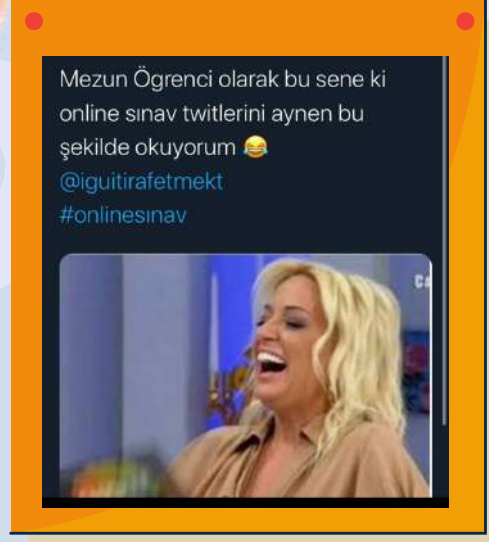 Mezun Ögrenci olarak bu sene ki
online sınav twitlerini aynen bu
şekilde okuyorum 😂
@iguitirafetmekt
#onlinesınav